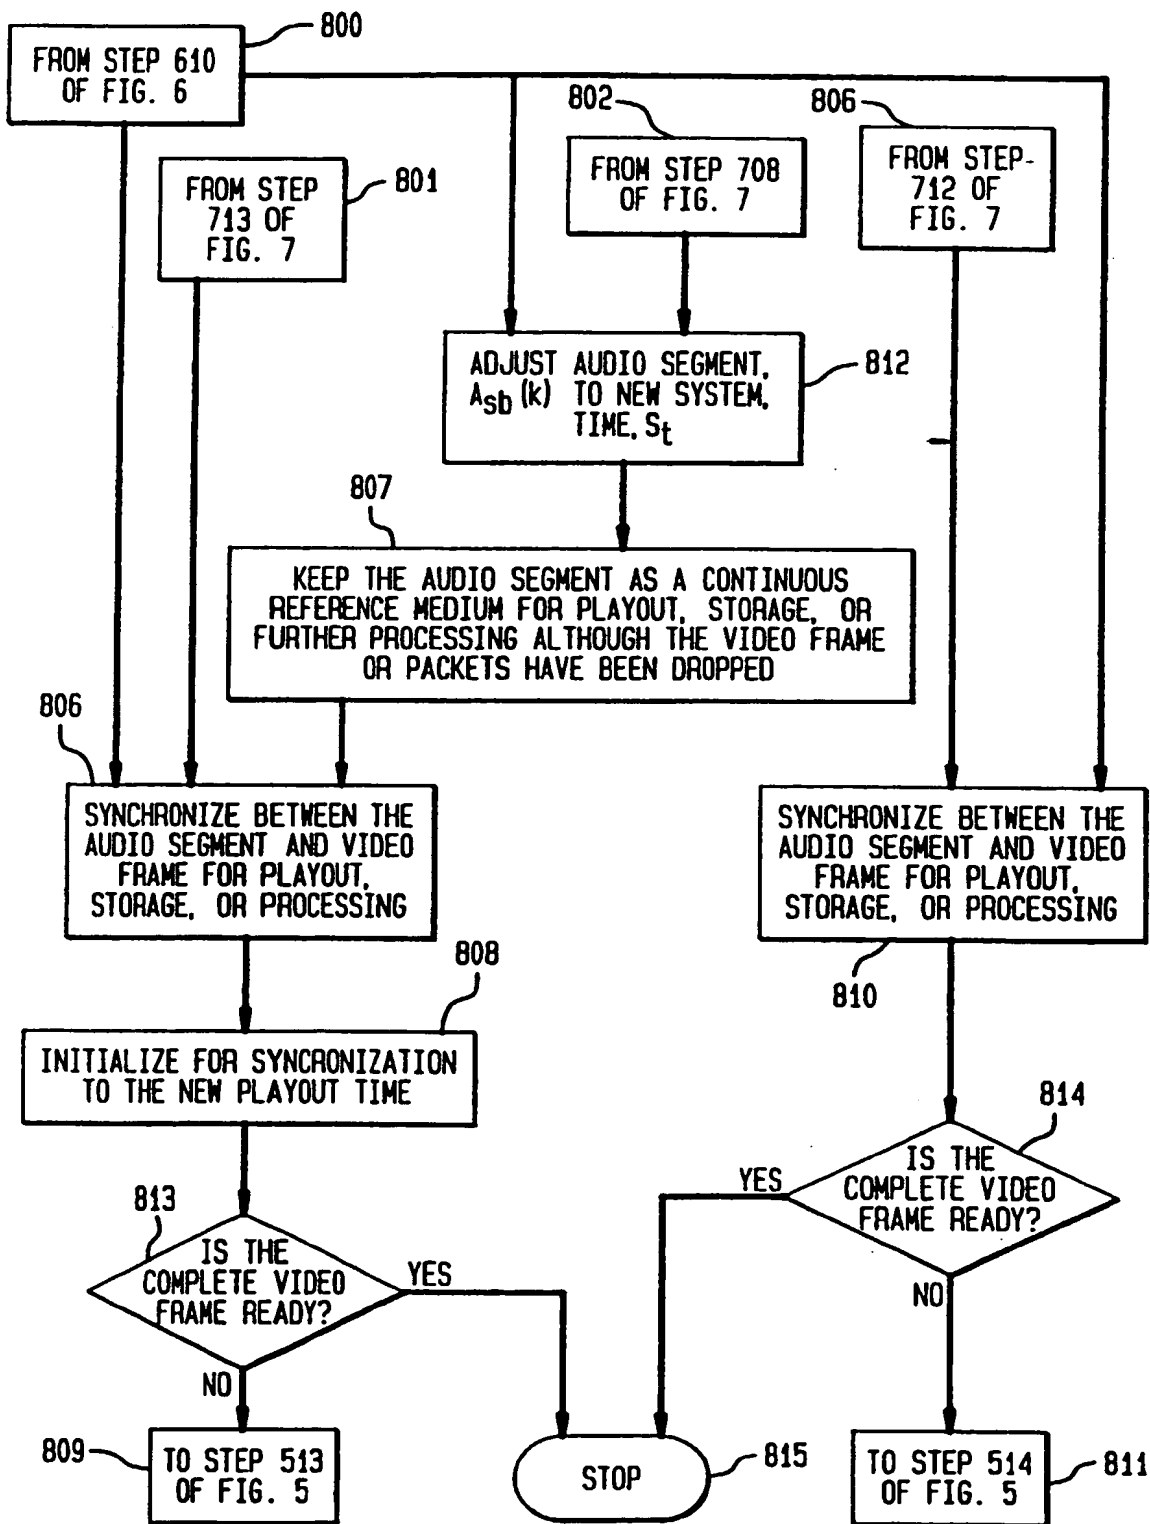 800
FROM STEP 610
OF FIG. 6
802
806
FROM STEP
713 OF
FIG. 7
801
FROM STEP 708
OF FIG. 7
FROM STEP-
712 OF
FIG. 7
ADJUST AUDIO SEGMENT,
Asb(k) TO NEW SYSTEM,
TIME, St
812
807
KEEP THE AUDIO SEGMENT AS A CONTINUOUS
REFERENCE MEDIUM FOR PLAYOUT, STORAGE, OR
FURTHER PROCESSING ALTHOUGH THE VIDEO FRAME
OR PACKETS HAVE BEEN DROPPED
806
SYNCHRONIZE BETWEEN THE
AUDIO SEGMENT AND VIDEO
FRAME FOR PLAYOUT,
STORAGE, OR PROCESSING
SYNCHRONIZE BETWEEN THE
AUDIO SEGMENT AND VIDEO
FRAME FOR PLAYOUT,
STORAGE, OR PROCESSING
810
808
INITIALIZE FOR SYNCRONIZATION
TO THE NEW PLAYOUT TIME
814
IS THE
COMPLETE VIDEO
FRAME READY?
YES
NO
813
IS THE
COMPLETE VIDEO
FRAME READY?
YES
NO
809
TO STEP 513
OF FIG. 5
STOP
815
TO STEP 514
OF FIG. 5
811